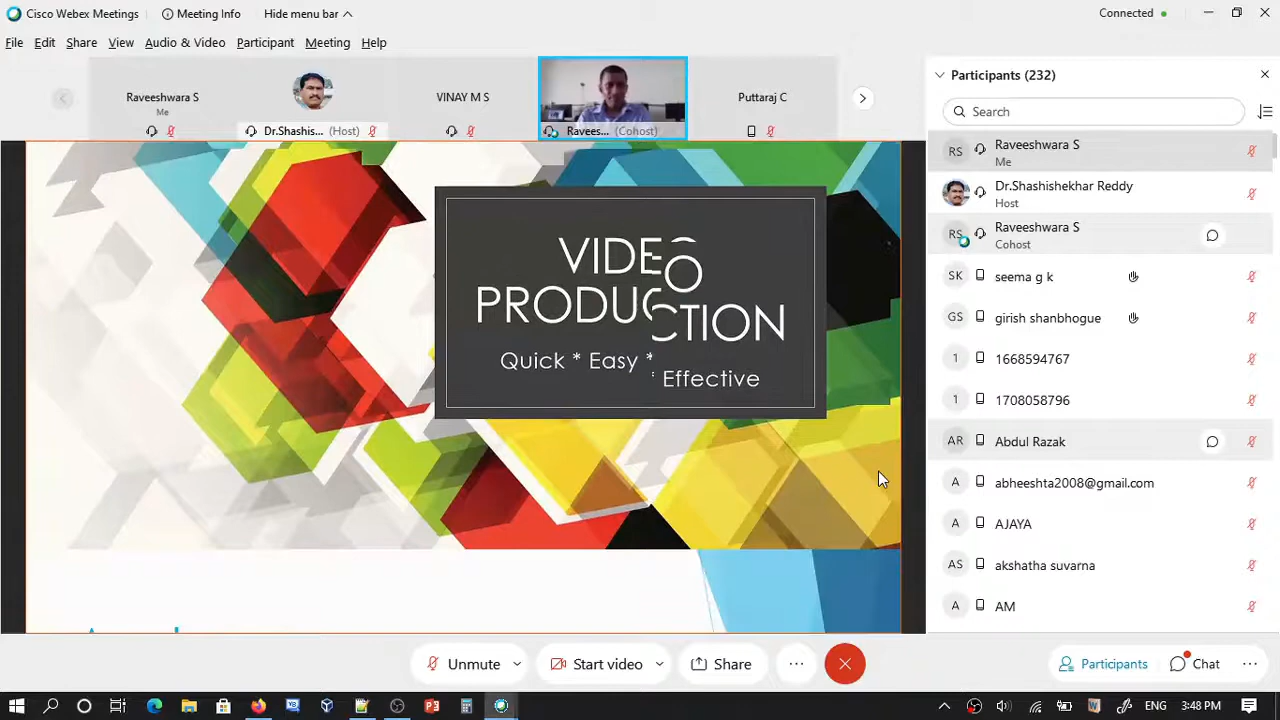 Cisco Webex Meetings
Meeting Info
Hide menu bar
Connected
File Edit Share View Audio & Video Participant Meeting Help
Raveeshwara S
Me
Dr.Shashis... (Host)
VINAY M S
Ravees... (Cohost)
Puttaraj C
VIDEO
PRODUCTION
Quick * Easy * Effective
Participants (232)
Search
RS Raveeshwara S
Me
Dr.Shashishekhar Reddy
Host
RS Raveeshwara S
Cohost
SK seema g k
GS girish shanbhogue
1 1668594767
1 1708058796
AR Abdul Razak
A abheeshta2008@gmail.com
A AJAYA
AS akshatha suvarna
A AM
Unmute
Start video
Share
Participants
Chat
ENG 3:48 PM